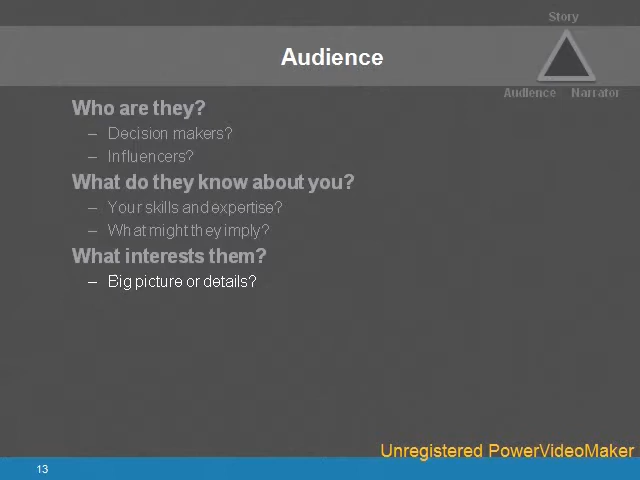 Story
Audience
Audience Narrator
Who are they?
– Decision makers?
– Influencers?
What do they know about you?
– Your skills and expertise?
– What might they imply?
What interests them?
– Big picture or details?
Unregistered PowerVideoMaker
13